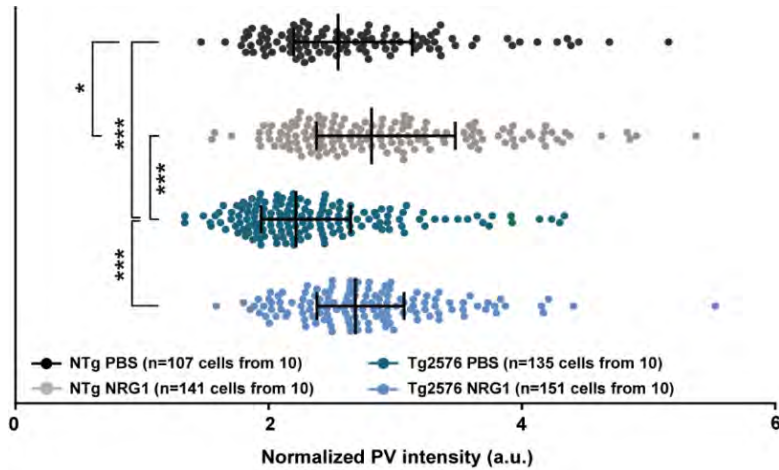 *
***
***
***
NTg PBS (n=107 cells from 10)
Tg2576 PBS (n=135 cells from 10)
NTg NRG1 (n=141 cells from 10)
Tg2576 NRG1 (n=151 cells from 10)
0 2 4 6
Normalized PV intensity (a.u.)